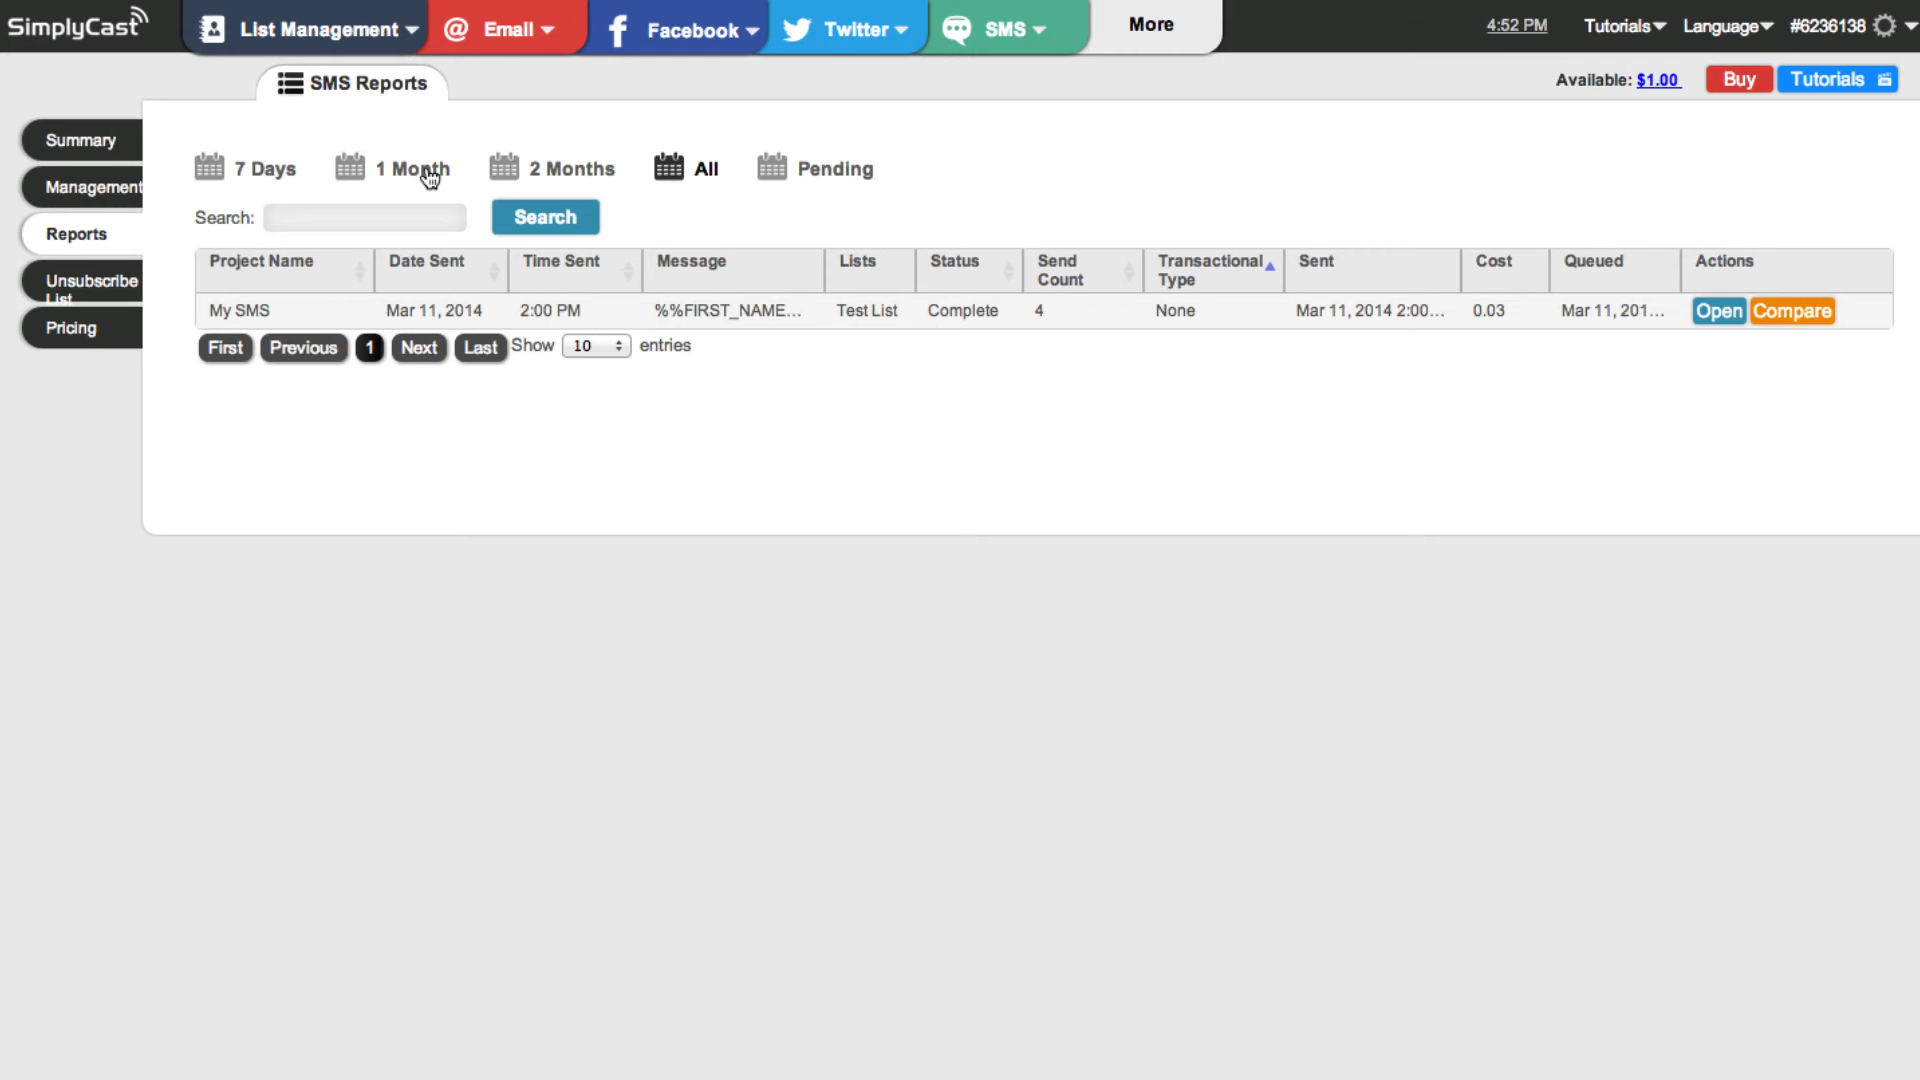 SimplyCast List Management @ Email Facebook Twitter SMS More 4:52 PM Tutorials Language #6236138
SMS Reports Available: $1.00 Buy Tutorials
Summary
Management
Reports
Unsubscribe
List
Pricing
7 Days 1 Month 2 Months All Pending
Search: Search
Project Name Date Sent Time Sent Message Lists Status Send Count Transactional Type Sent Cost Queued Actions
My SMS Mar 11, 2014 2:00 PM %%FIRST_NAME... Test List Complete 4 None Mar 11, 2014 2:00... 0.03 Mar 11, 201... Open Compare
First Previous 1 Next Last Show 10 entries